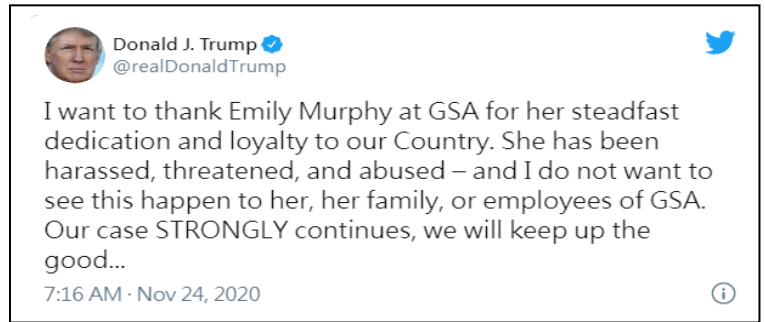 Donald J. Trump
@realDonaldTrump
I want to thank Emily Murphy at GSA for her steadfast
dedication and loyalty to our Country. She has been
harassed, threatened, and abused – and I do not want to
see this happen to her, her family, or employees of GSA.
Our case STRONGLY continues, we will keep up the
good...
7:16 AM · Nov 24, 2020